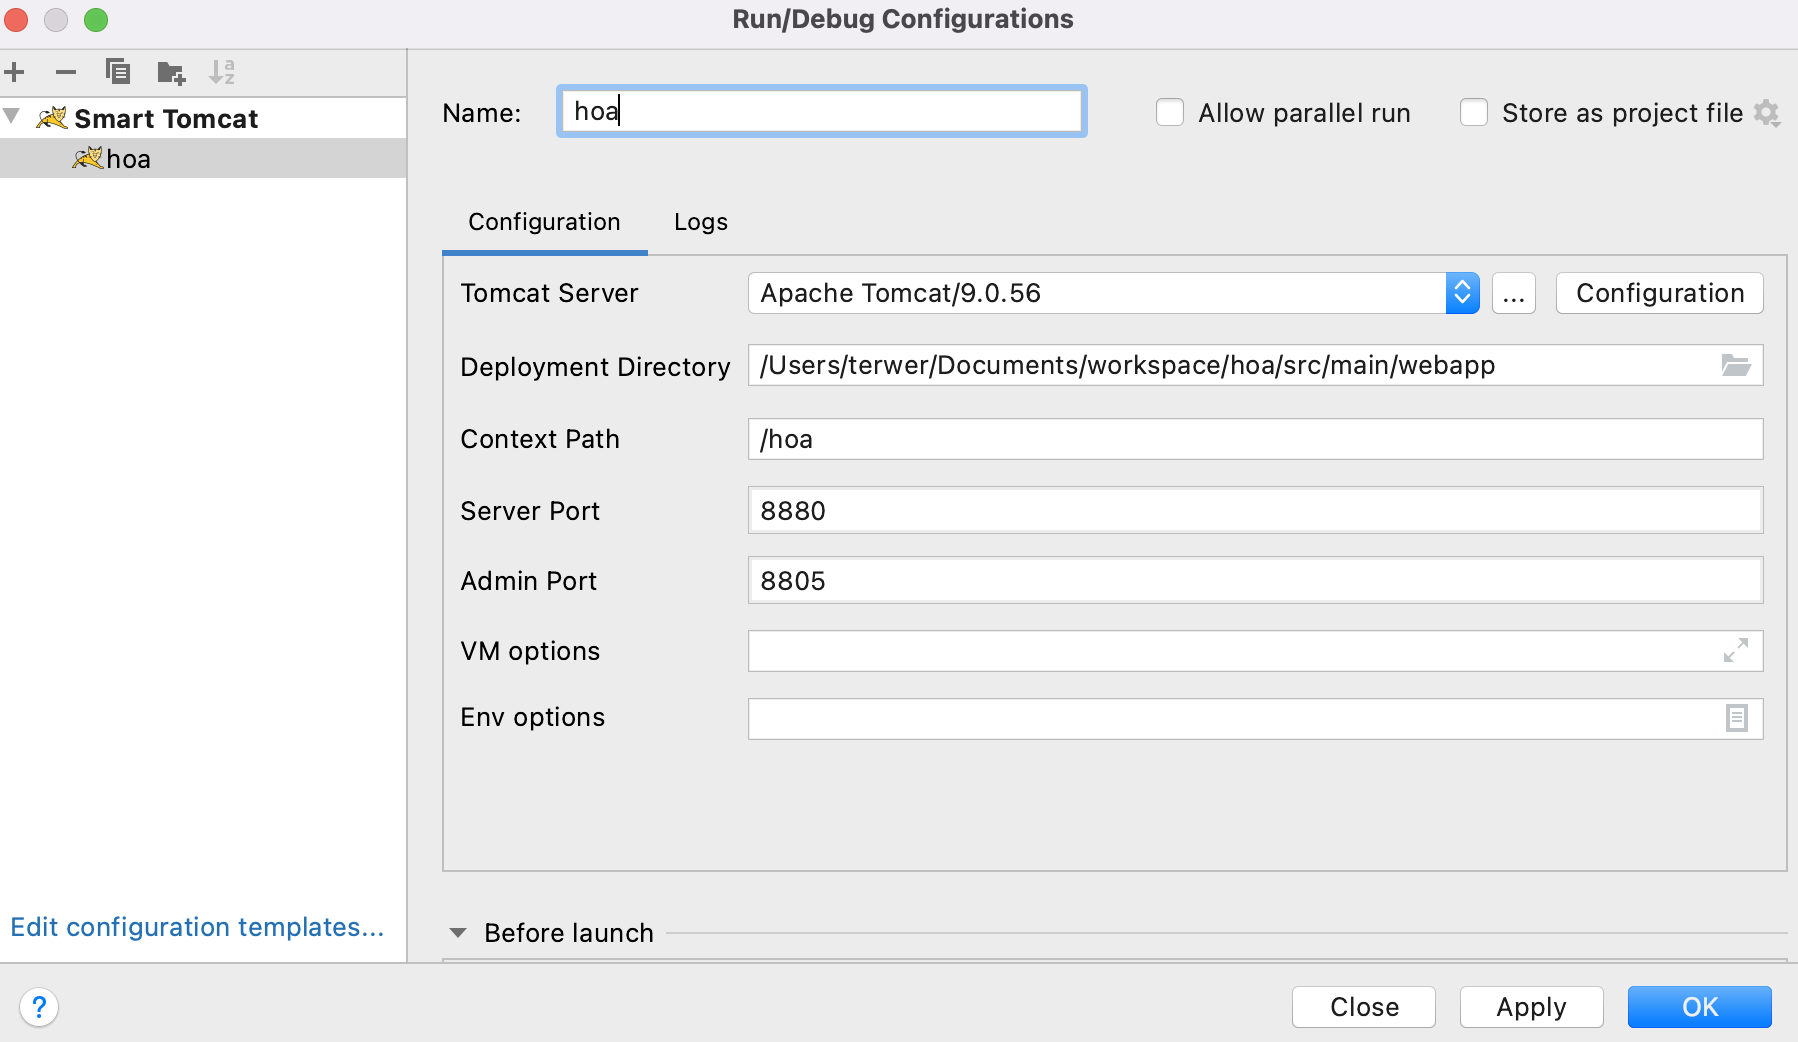 Run/Debug Configurations
Smart Tomcat
hoa
Edit configuration templates...
Name: hoa Allow parallel run Store as project file
Configuration Logs
Tomcat Server Apache Tomcat/9.0.56 ... Configuration
Deployment Directory /Users/terwer/Documents/workspace/hoa/src/main/webapp
Context Path /hoa
Server Port 8880
Admin Port 8805
VM options
Env options
Before launch
? Close Apply OK